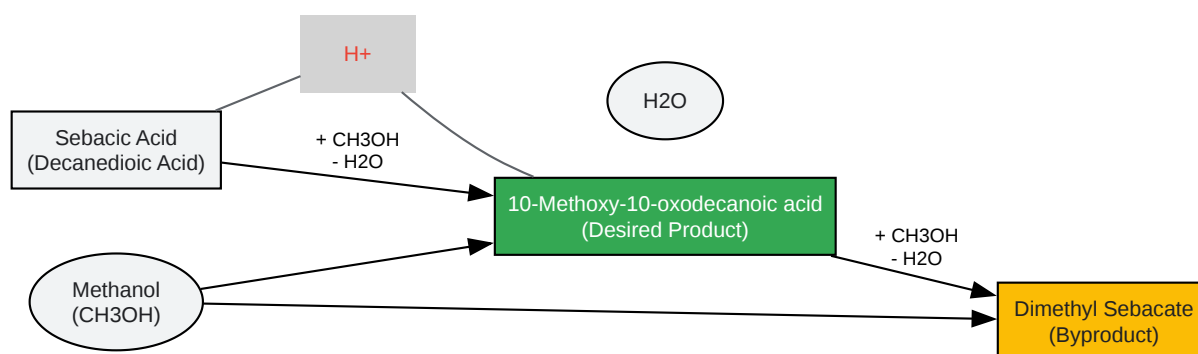 H+
H2O
Sebacic Acid
(Decanedioic Acid)
+ CH3OH
- H2O
10-Methoxy-10-oxodecanoic acid
(Desired Product)
+ CH3OH
- H2O
Methanol
(CH3OH)
Dimethyl Sebacate
(Byproduct)